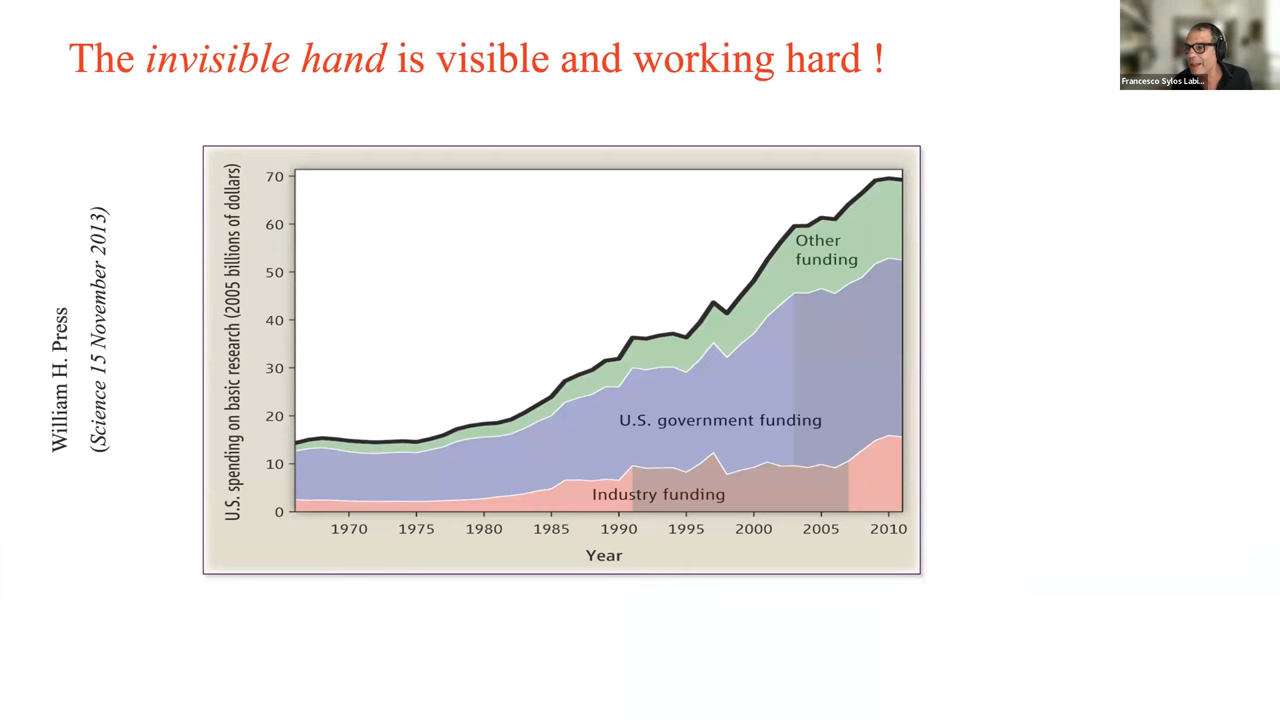 The invisible hand is visible and working hard !
Francesco Sylos Labi...
William H. Press
(Science 15 November 2013)
U.S. spending on basic research (2005 billions of dollars)
70
60
50
40
30
20
10
0
Other
funding
U.S. government funding
Industry funding
1970 1975 1980 1985 1990 1995 2000 2005 2010
Year